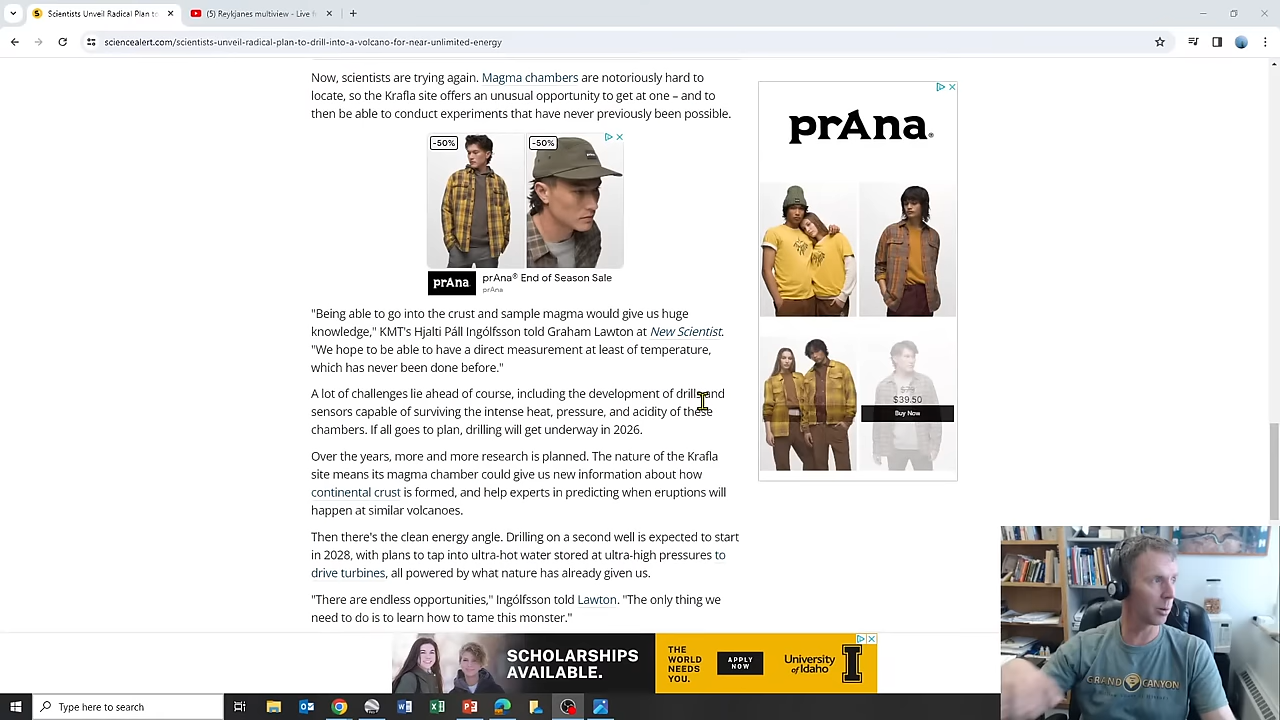 Scientists Unveil Radical Plan to
(5) Reykjanes multiview - Live f
sciencealert.com/scientists-unveil-radical-plan-to-drill-into-a-volcano-for-near-unlimited-energy
Now, scientists are trying again. Magma chambers are notoriously hard to
locate, so the Krafla site offers an unusual opportunity to get at one – and to
then be able to conduct experiments that have never previously been possible.
-50%
-50%
prAna
prAna® End of Season Sale
prAna
prAna®
$79
$39.50
Buy Now
"Being able to go into the crust and sample magma would give us huge
knowledge," KMT's Hjalti Páll Ingólfsson told Graham Lawton at New Scientist.
"We hope to be able to have a direct measurement at least of temperature,
which has never been done before."
A lot of challenges lie ahead of course, including the development of drills and
sensors capable of surviving the intense heat, pressure, and acidity of these
chambers. If all goes to plan, drilling will get underway in 2026.
Over the years, more and more research is planned. The nature of the Krafla
site means its magma chamber could give us new information about how
continental crust is formed, and help experts in predicting when eruptions will
happen at similar volcanoes.
Then there's the clean energy angle. Drilling on a second well is expected to start
in 2028, with plans to tap into ultra-hot water stored at ultra-high pressures to
drive turbines, all powered by what nature has already given us.
"There are endless opportunities," Ingólfsson told Lawton. "The only thing we
need to do is to learn how to tame this monster."
SCHOLARSHIPS
AVAILABLE.
THE
WORLD
NEEDS
YOU.
APPLY
NOW
University
of Idaho
I
GRAND CANYON
Type here to search